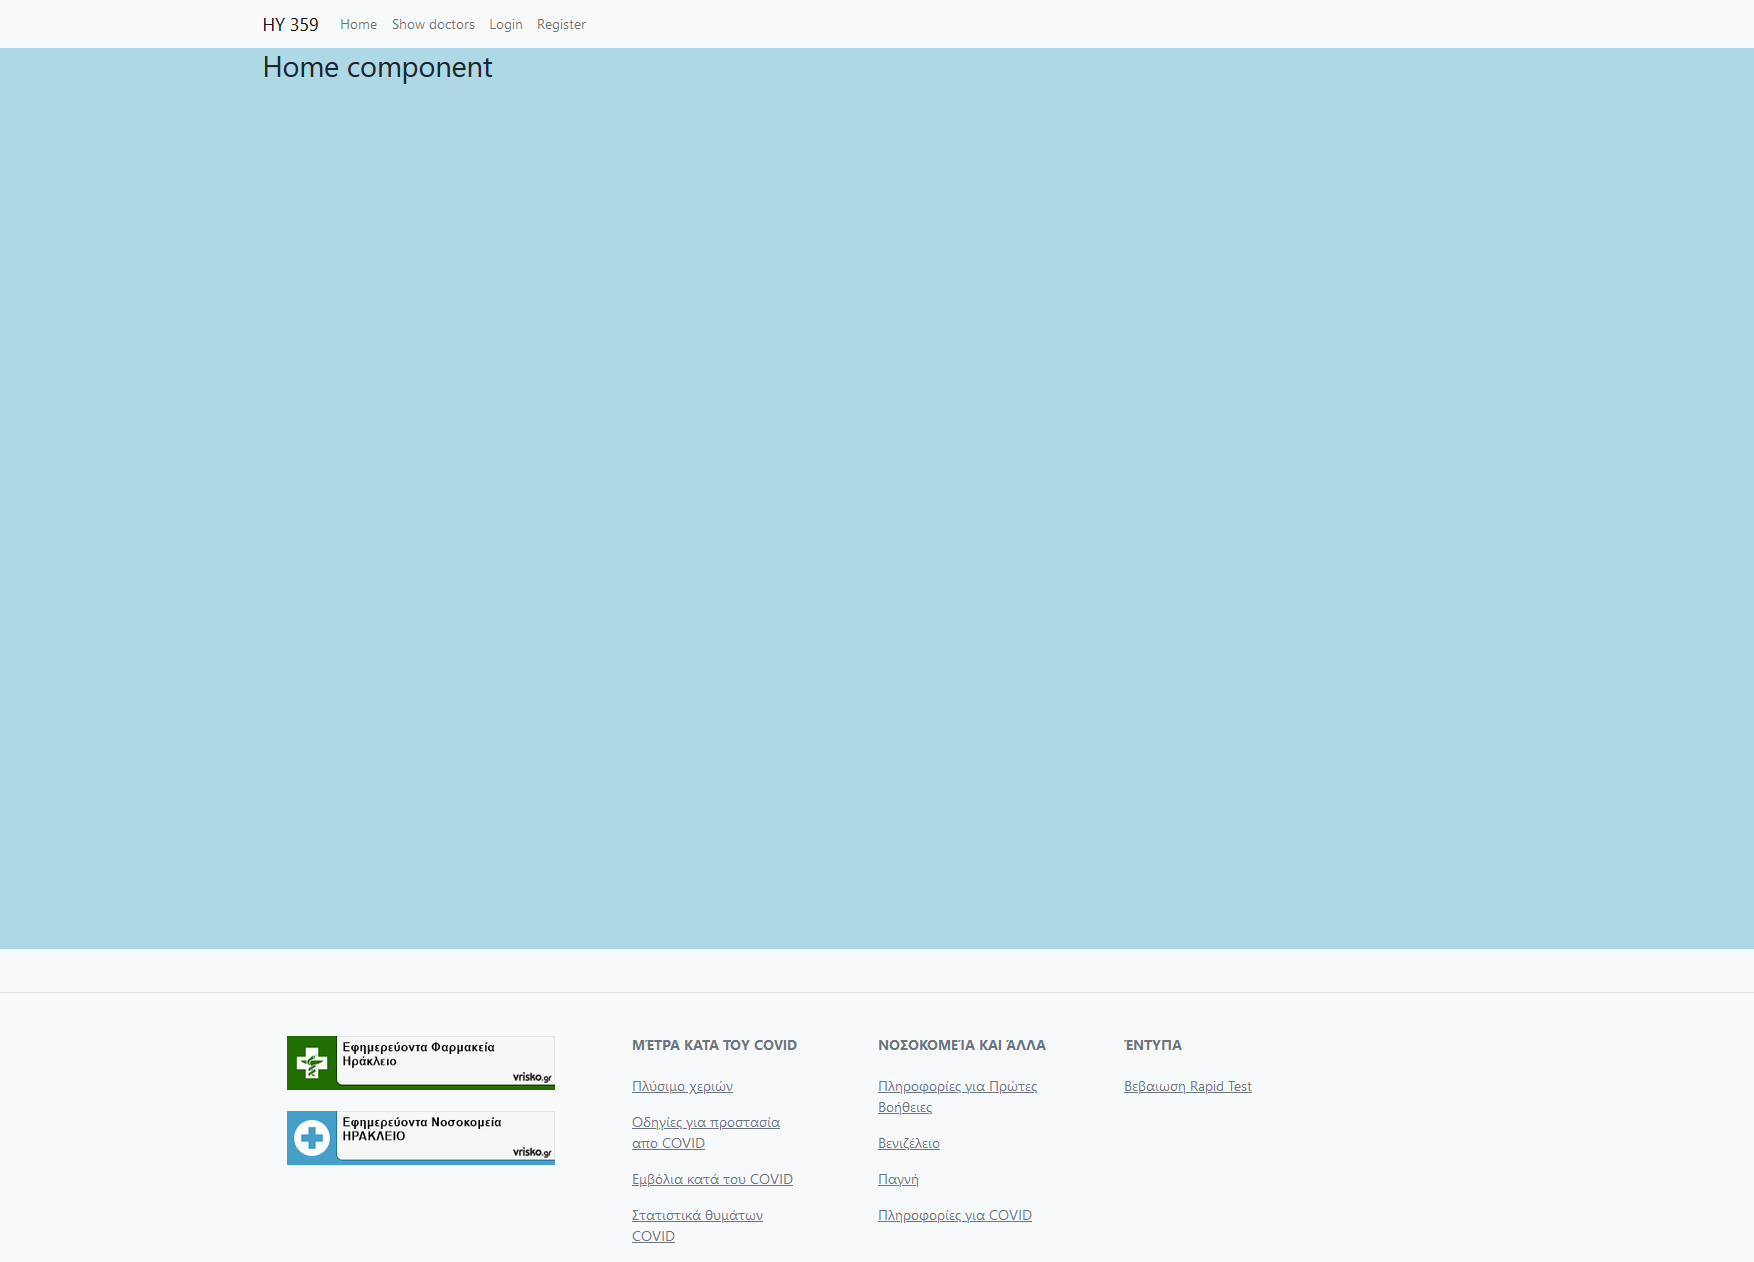 HY 359 Home Show doctors Login Register
Home component
Εφημερεύοντα Φαρμακεία
Ηράκλειο
vrisko.gr
Εφημερεύοντα Νοσοκομεία
ΗΡΑΚΛΕΙΟ
vrisko.gr
ΜΈΤΡΑ ΚΑΤΑ ΤΟΥ COVID
Πλύσιμο χεριών
Οδηγίες για προστασία
απο COVID
Εμβόλια κατά του COVID
Στατιστικά θυμάτων
COVID
ΝΟΣΟΚΟΜΕΊΑ ΚΑΙ ΆΛΛΑ
Πληροφορίες για Πρώτες
Βοήθειες
Βενιζέλειο
Παγνή
Πληροφορίες για COVID
ΈΝΤΥΠΑ
Βεβαιωση Rapid Test